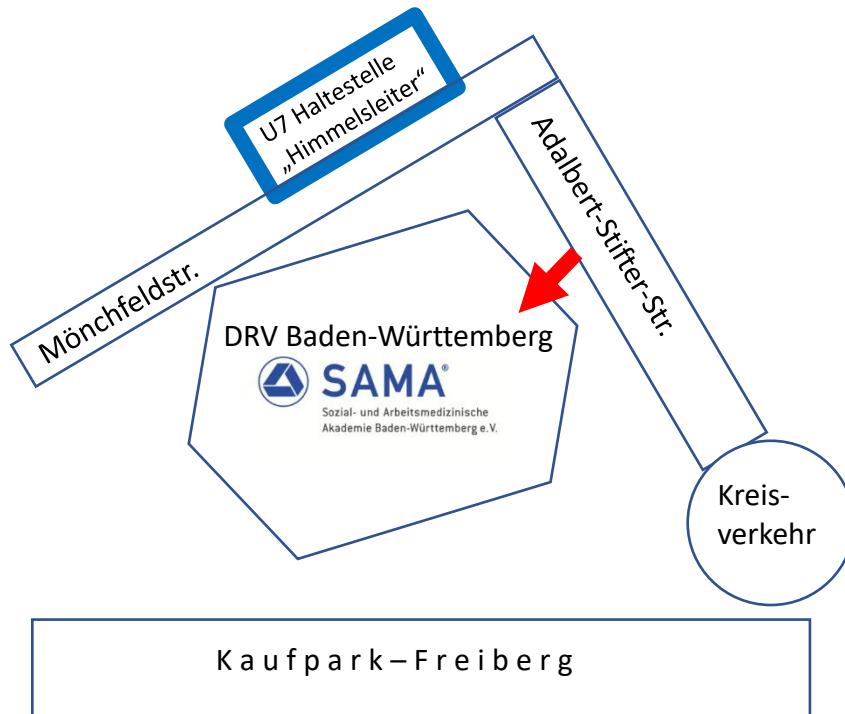 U7 Haltestelle
„Himmelsleiter“
Adalbert-Stifter-Str.
Mönchfeldstr.
DRV Baden-Württemberg
SAMA®
Sozial- und Arbeitsmedizinische
Akademie Baden-Württemberg e.V.
Kreis-
verkehr
Kaufpark–Freiberg